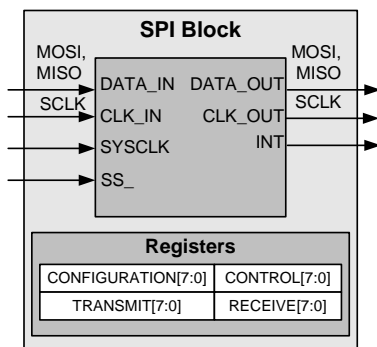 SPI Block
MOSI, MISO
MOSI, MISO
DATA_IN DATA_OUT
SCLK SCLK
CLK_IN CLK_OUT
SYSCLK INT
SS_
Registers
CONFIGURATION[7:0] CONTROL[7:0]
TRANSMIT[7:0] RECEIVE[7:0]